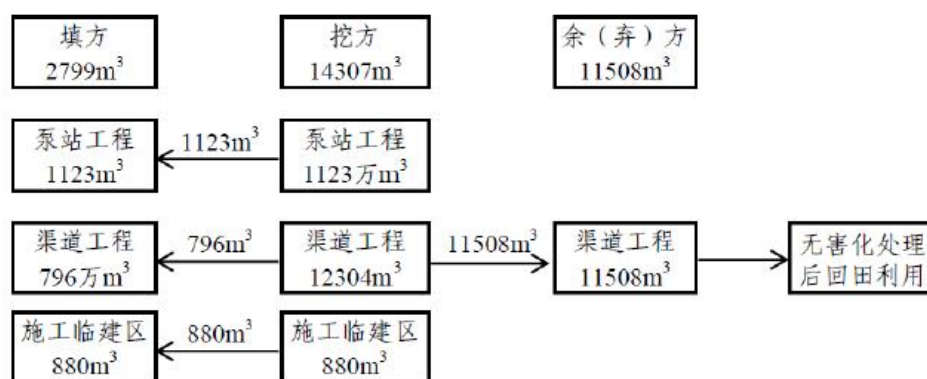 填方
2799m³
挖方
14307m³
余（弃）方
11508m³
泵站工程
1123m³
1123m³
泵站工程
1123万m³
渠道工程
796万m³
796m³
渠道工程
12304m³
11508m³
渠道工程
11508m³
无害化处理
后回田利用
施工临建区
880m³
880m³
施工临建区
880m³